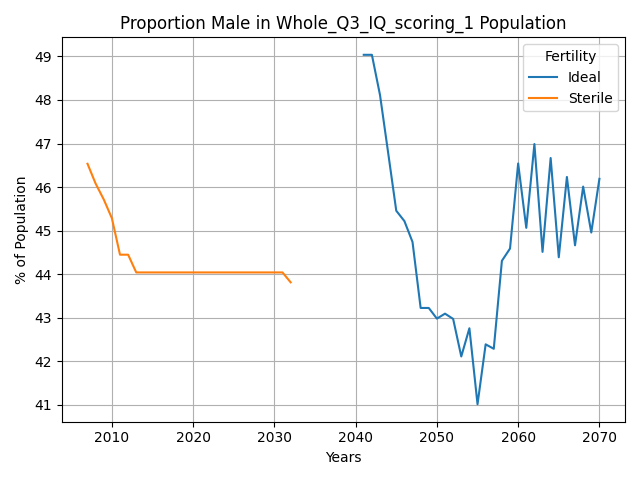 Proportion Male in Whole_Q3_IQ_scoring_1 Population
% of Population
49
48
47
46
45
44
43
42
41
2010
2020
2030
2040
2050
2060
2070
Years
Fertility
Ideal
Sterile